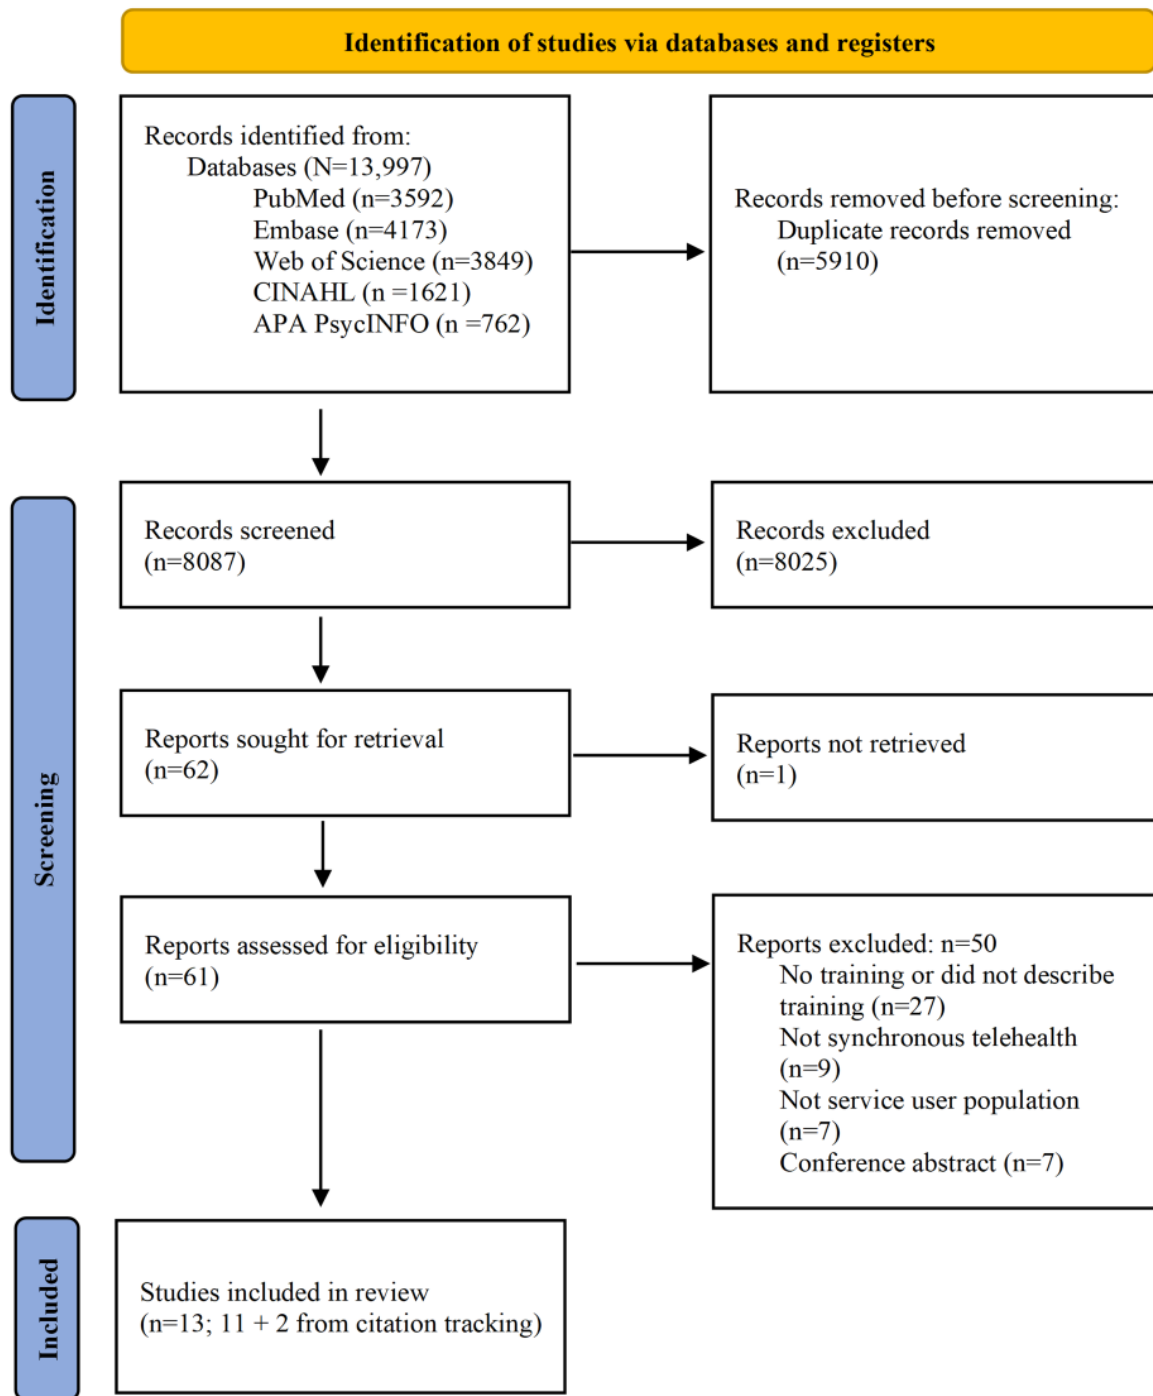 Identification of studies via databases and registers
Identification
Records identified from:
Databases (N=13,997)
PubMed (n=3592)
Embase (n=4173)
Web of Science (n=3849)
CINAHL (n =1621)
APA PsycINFO (n =762)
Records removed before screening:
Duplicate records removed
(n=5910)
Screening
Records screened
(n=8087)
Records excluded
(n=8025)
Reports sought for retrieval
(n=62)
Reports not retrieved
(n=1)
Reports assessed for eligibility
(n=61)
Reports excluded: n=50
No training or did not describe
training (n=27)
Not synchronous telehealth
(n=9)
Not service user population
(n=7)
Conference abstract (n=7)
Included
Studies included in review
(n=13; 11 + 2 from citation tracking)